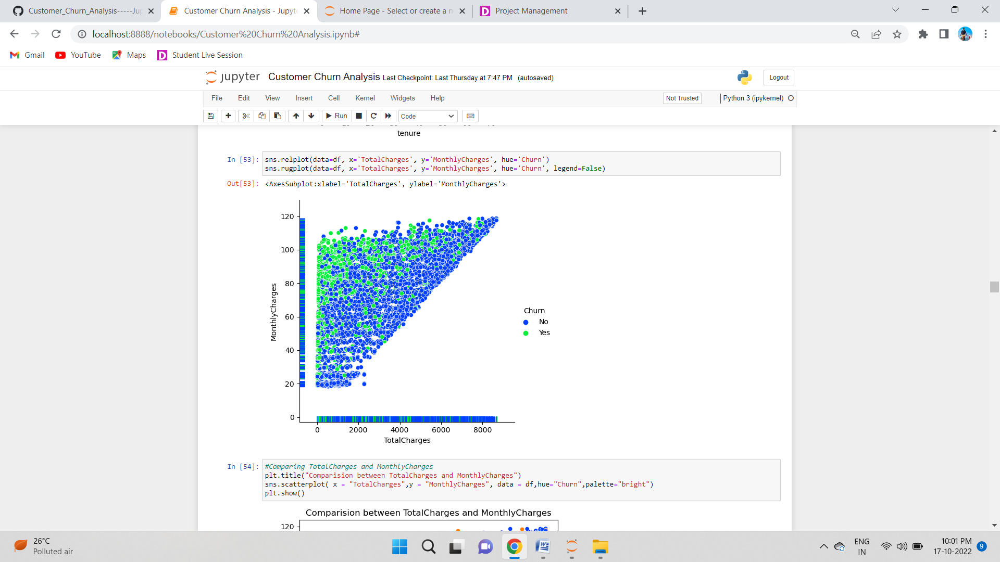 Customer_Churn_Analysis-----Jup
Customer Churn Analysis - Jupyte
Home Page - Select or create a n
D Project Management
localhost:8888/notebooks/Customer%20Churn%20Analysis.ipynb#
Gmail YouTube Maps D Student Live Session
jupyter Customer Churn Analysis Last Checkpoint: Last Thursday at 7:47 PM (autosaved) Logout
File Edit View Insert Cell Kernel Widgets Help Not Trusted Python 3 (ipykernel)
Run Code
tenure
In [53]: sns.relplot(data=df, x='TotalCharges', y='MonthlyCharges', hue='Churn')
sns.rugplot(data=df, x='TotalCharges', y='MonthlyCharges', hue='Churn', legend=False)
Out[53]: <AxesSubplot:xlabel='TotalCharges', ylabel='MonthlyCharges'>
120
100
80
60
40
20
0
MonthlyCharges
0 2000 4000 6000 8000
TotalCharges
Churn
No
Yes
In [54]: #Comparing TotalCharges and MonthlyCharges
plt.title("Comparision between TotalCharges and MonthlyCharges")
sns.scatterplot( x = "TotalCharges",y = "MonthlyCharges", data = df,hue="Churn",palette="bright")
plt.show()
Comparision between TotalCharges and MonthlyCharges
120
26°C
Polluted air
ENG
IN
10:01 PM
17-10-2022
9